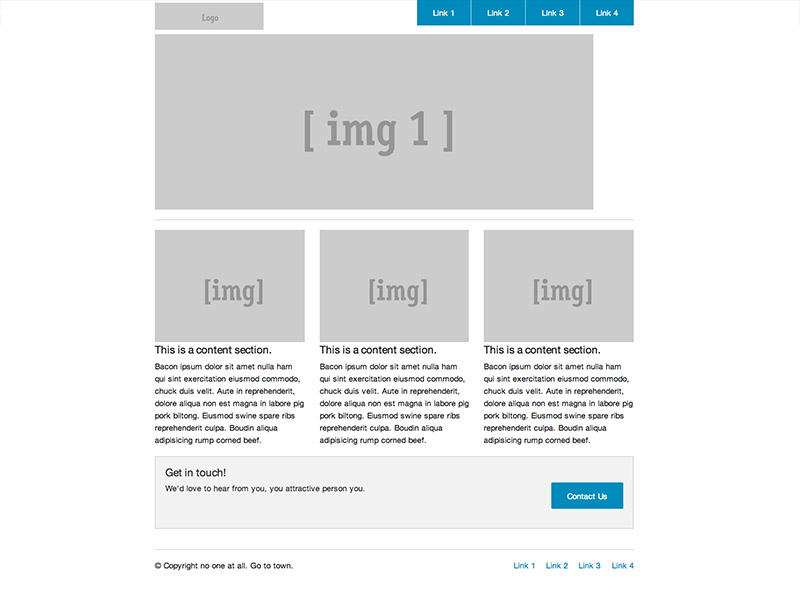 Logo
Link 1 Link 2 Link 3 Link 4
[ img 1 ]
[img] [img] [img]
This is a content section.
Bacon ipsum dolor sit amet nulla ham
qui sint exercitation eiusmod commodo,
chuck duis velit. Aute in reprehenderit,
dolore aliqua non est magna in labore pig
pork biltong. Eiusmod swine spare ribs
reprehenderit culpa. Boudin aliqua
adipisicing rump corned beef.
This is a content section.
Bacon ipsum dolor sit amet nulla ham
qui sint exercitation eiusmod commodo,
chuck duis velit. Aute in reprehenderit,
dolore aliqua non est magna in labore pig
pork biltong. Eiusmod swine spare ribs
reprehenderit culpa. Boudin aliqua
adipisicing rump corned beef.
This is a content section.
Bacon ipsum dolor sit amet nulla ham
qui sint exercitation eiusmod commodo,
chuck duis velit. Aute in reprehenderit,
dolore aliqua non est magna in labore pig
pork biltong. Eiusmod swine spare ribs
reprehenderit culpa. Boudin aliqua
adipisicing rump corned beef.
Get in touch!
We'd love to hear from you, you attractive person you.
Contact Us
© Copyright no one at all. Go to town.
Link 1 Link 2 Link 3 Link 4